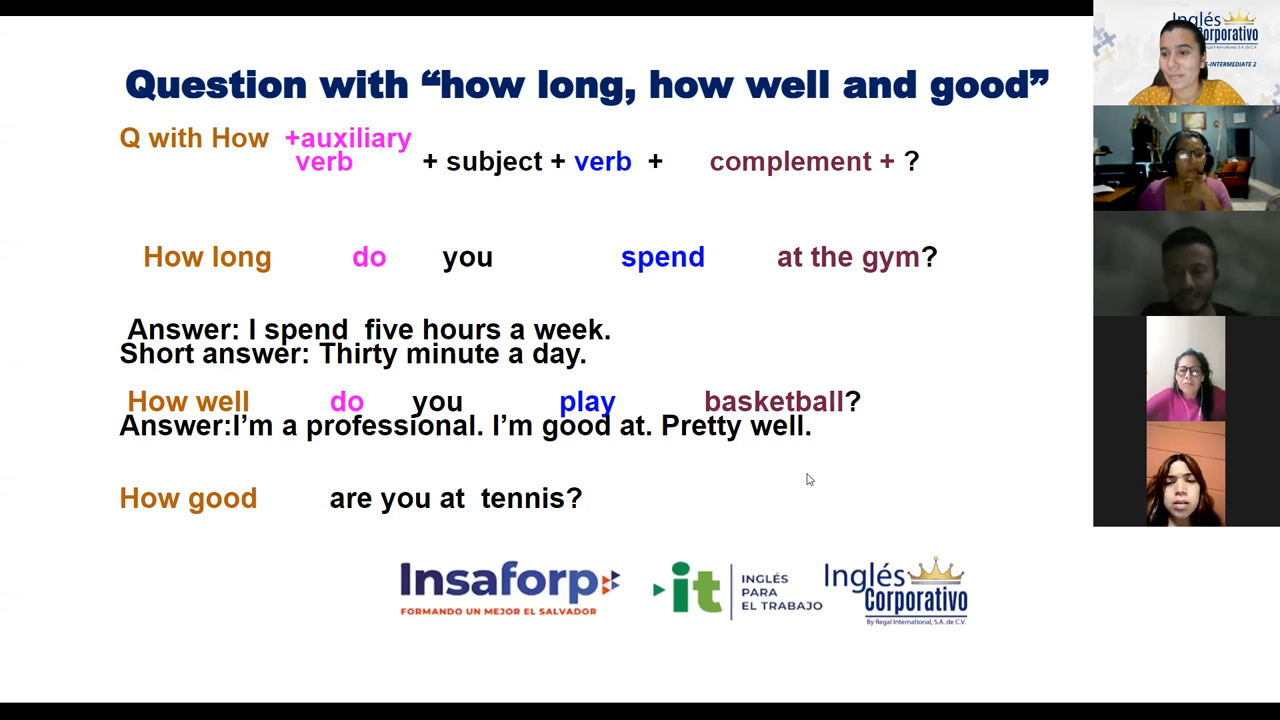 Question with “how long, how well and good”
Q with How +auxiliary
verb + subject + verb + complement + ?
How long do you spend at the gym?
Answer: I spend five hours a week.
Short answer: Thirty minute a day.
How well do you play basketball?
Answer:I’m a professional. I’m good at. Pretty well.
How good are you at tennis?
Insaforp
FORMANDO UN MEJOR EL SALVADOR
it
INGLÉS
PARA
EL TRABAJO
Inglés
Corporativo
By Regal International, S.A. de C.V.
Inglés
Corporativo
E-INTERMEDIATE 2